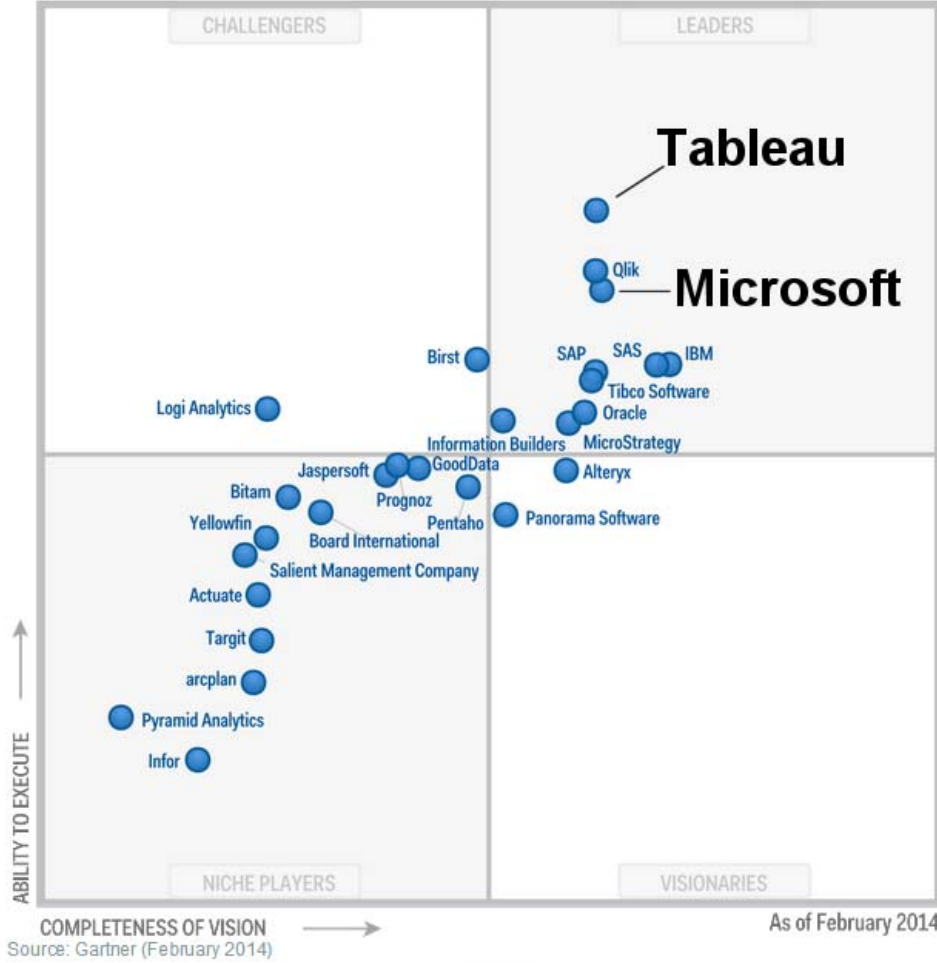 CHALLENGERS
LEADERS
Tableau
Qlik
Microsoft
Birst
SAP
SAS
IBM
Tibco Software
Logi Analytics
Oracle
Information Builders
MicroStrategy
Jaspersoft
GoodData
Alteryx
Prognoz
Bitam
Pentaho
Panorama Software
Yellowfin
Board International
Salient Management Company
Actuate
Targit
arcplan
Pyramid Analytics
Infor
ABILITY TO EXECUTE
NICHE PLAYERS
VISIONARIES
COMPLETENESS OF VISION
As of February 2014
Source: Gartner (February 2014)